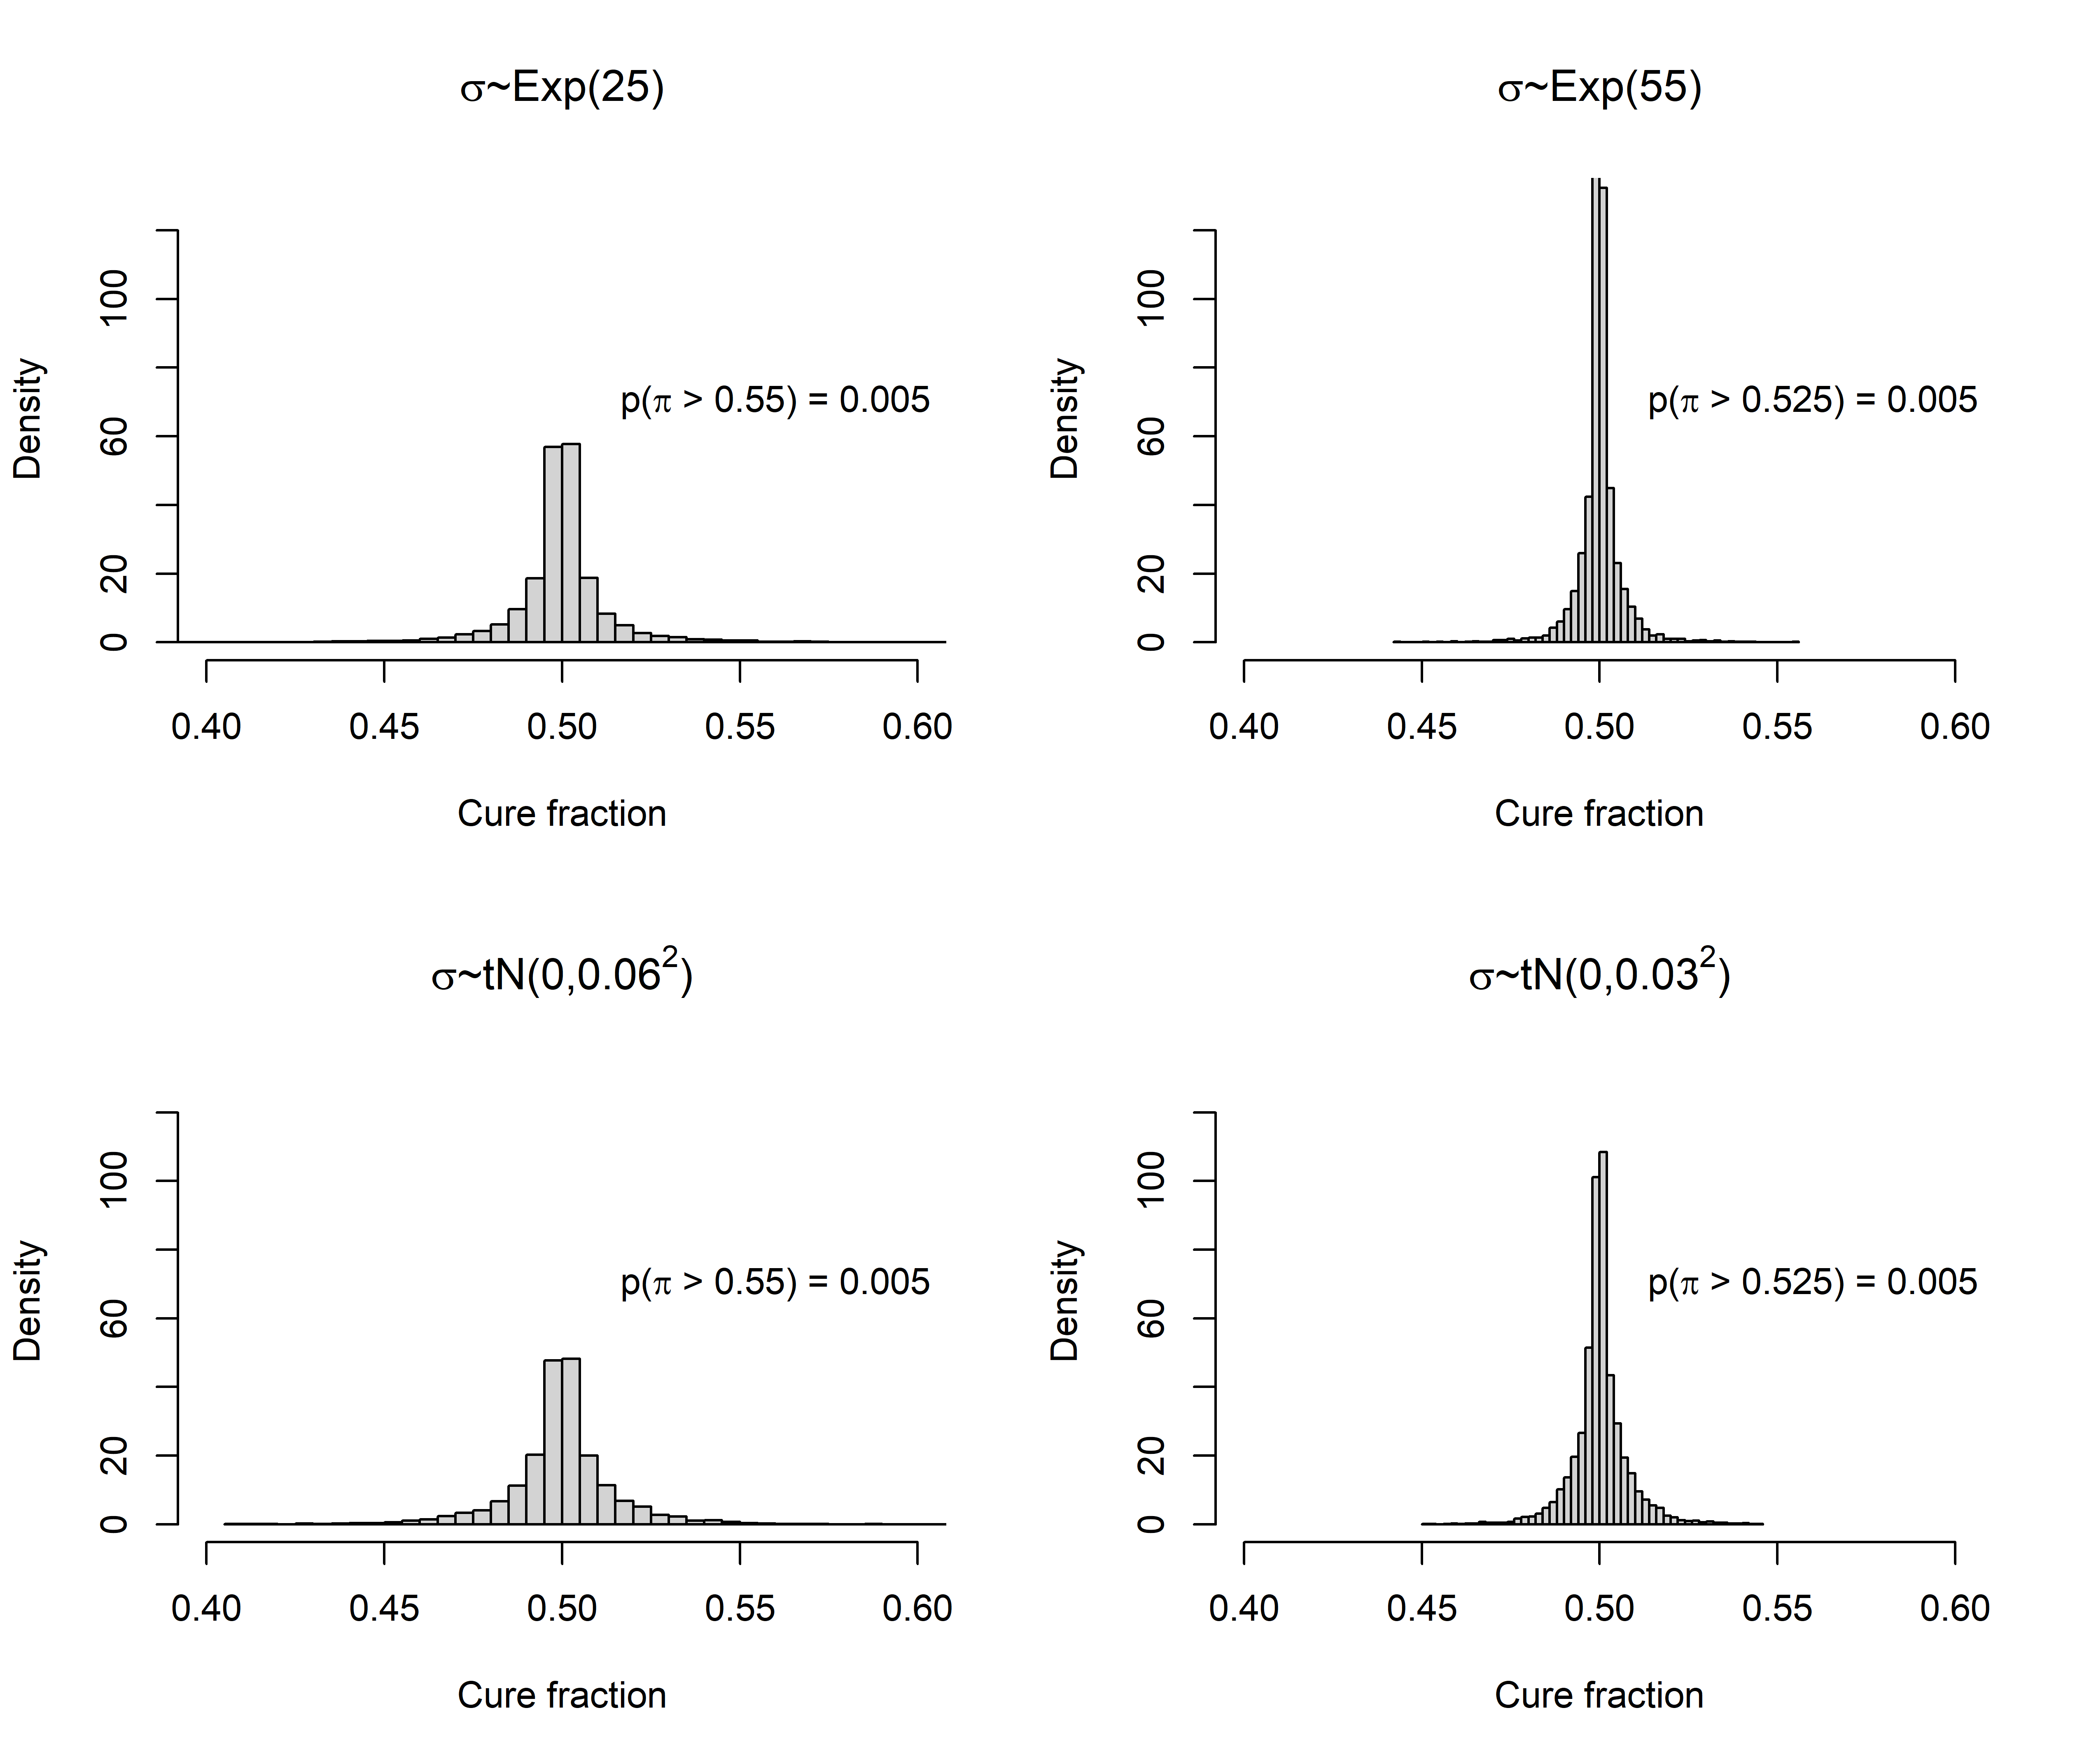 σ~Exp(25)
Density
0 20 60 100
p(π > 0.55) = 0.005
0.40 0.45 0.50 0.55 0.60
Cure fraction
σ~Exp(55)
Density
0 20 60 100
p(π > 0.525) = 0.005
0.40 0.45 0.50 0.55 0.60
Cure fraction
σ~tN(0,0.06²)
Density
0 20 60 100
p(π > 0.55) = 0.005
0.40 0.45 0.50 0.55 0.60
Cure fraction
σ~tN(0,0.03²)
Density
0 20 60 100
p(π > 0.525) = 0.005
0.40 0.45 0.50 0.55 0.60
Cure fraction